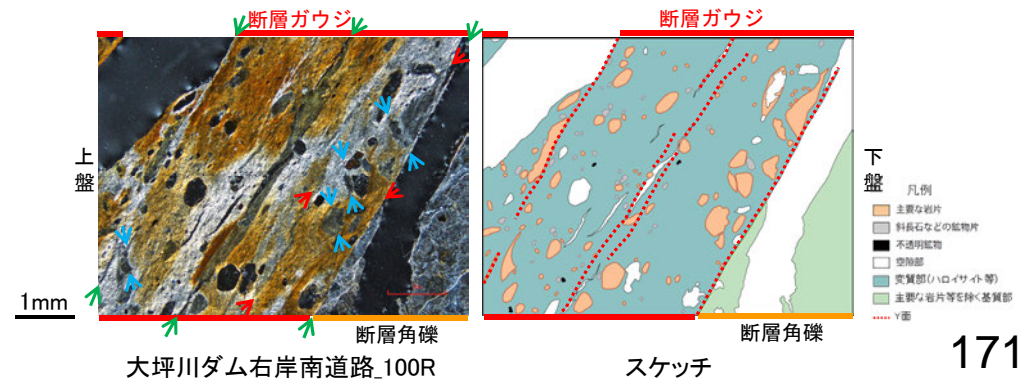 断層ガウジ
断層ガウジ
上盤
下盤
凡例
主要な岩片
斜長石などの鉱物片
不透明鉱物
空隙部
変質部(ハロイサイト等)
主要な岩片等を除く基質部
Y面
1mm
断層角礫
断層角礫
大坪川ダム右岸南道路_100R
スケッチ
171